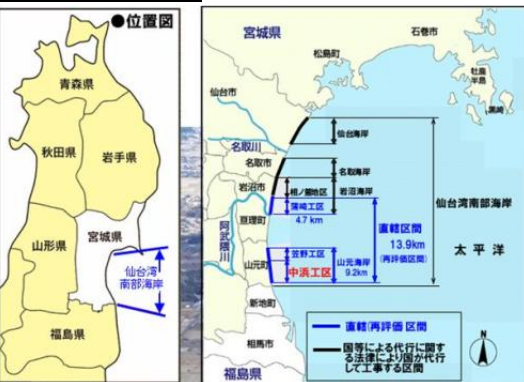 ●位置図
青森県
秋田県
岩手県
山形県
宮城県
仙台湾
南部海岸
福島県
宮城県
石巻市
松島町
牡鹿
半島
黒崎
仙台市
仙台海岸
名取川
名取市
名取海岸
岩沼市
相ノ釜地区
岩沼海岸
蒲崎工区
4.7 km
亘理町
阿武隈川
直轄区間
13.9km
(再評価区間)
仙台湾南部海岸
太平洋
笠野工区
山元海岸
9.2km
山元町
中浜工区
新地町
相馬市
福島県
直轄(再評価)区間
国等による代行に関す
る法律により国が代行
して工事する区間
N